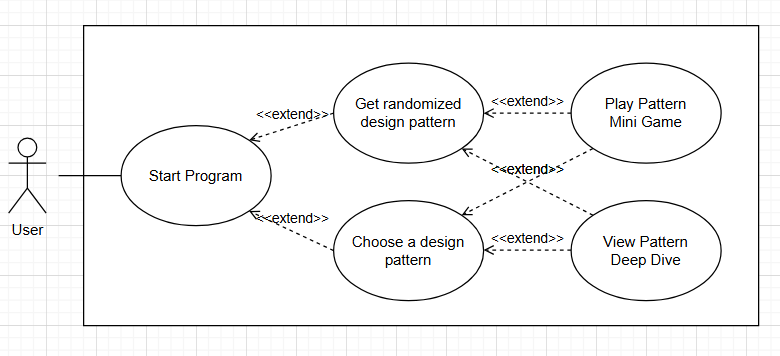 Get randomized
design pattern
<<extend>>
Play Pattern
Mini Game
<<extend>>
Start Program
<<extend>>
<<extend>>
User
<<extend>>
Choose a design
pattern
<<extend>>
View Pattern
Deep Dive